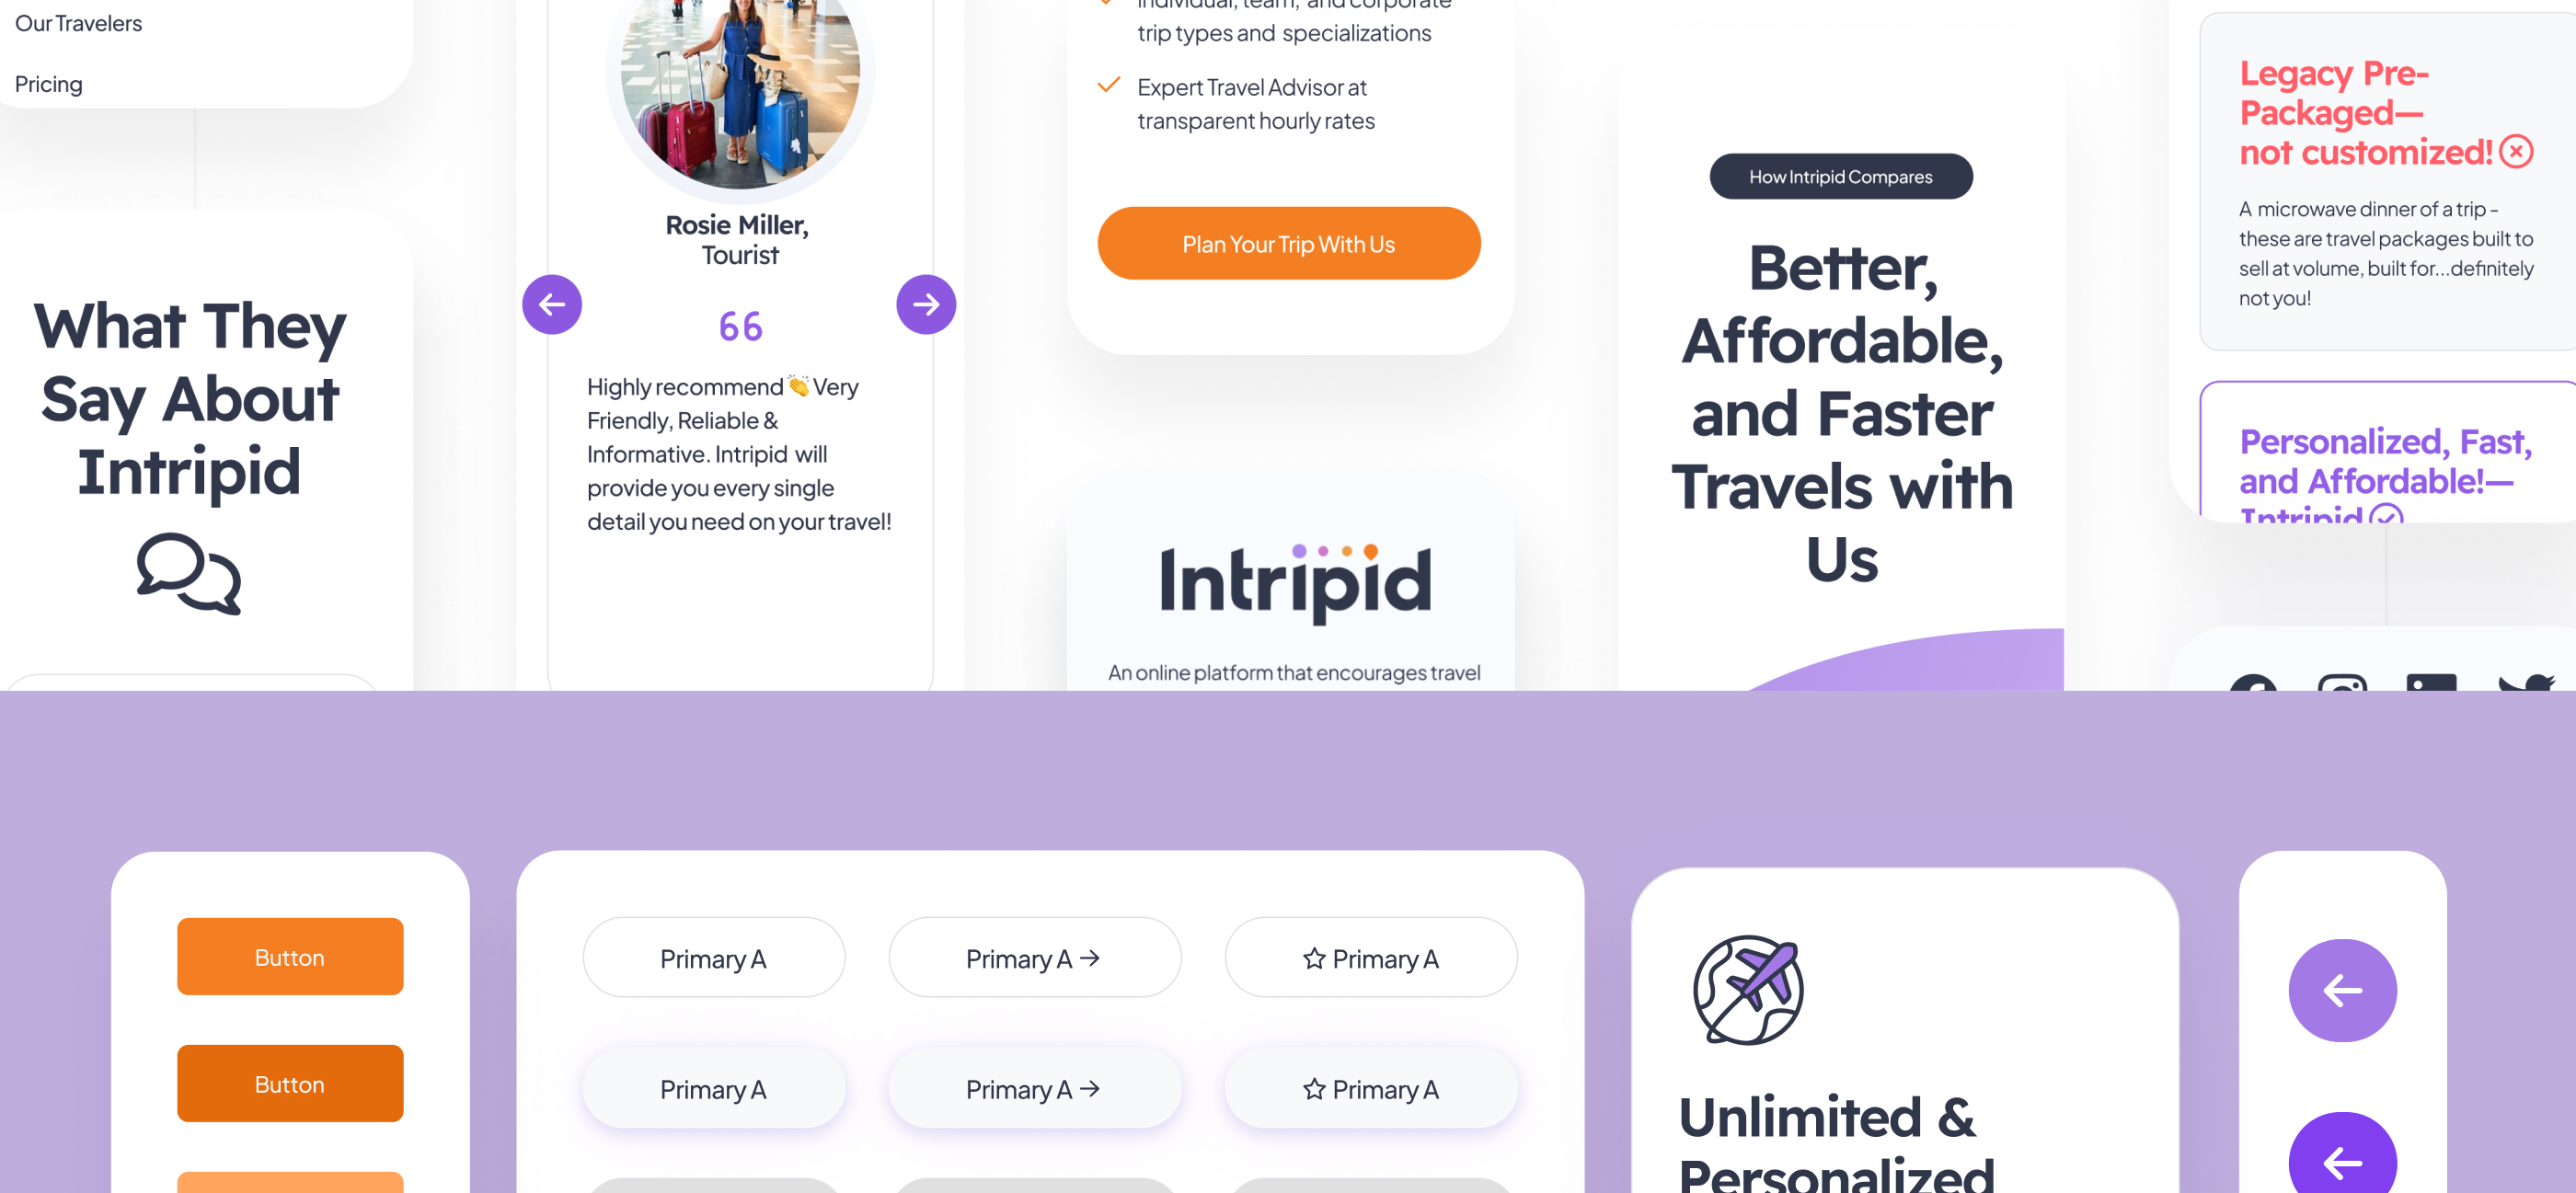 Our Travelers
Pricing
What They
Say About
Intripid
Rosie Miller,
Tourist
66
Highly recommend 👏 Very
Friendly, Reliable &
Informative. Intripid will
provide you every single
detail you need on your travel!
individual, team, and corporate
trip types and specializations
Expert Travel Advisor at
transparent hourly rates
Plan Your Trip With Us
Intripid
An online platform that encourages travel
How Intripid Compares
Better,
Affordable,
and Faster
Travels with
Us
Legacy Pre-
Packaged—
not customized!
A microwave dinner of a trip -
these are travel packages built to
sell at volume, built for...definitely
not you!
Personalized, Fast,
and Affordable!—
Intripid
Button
Button
Primary A
Primary A →
Primary A
Primary A
Primary A →
Primary A
Unlimited &
Personalized